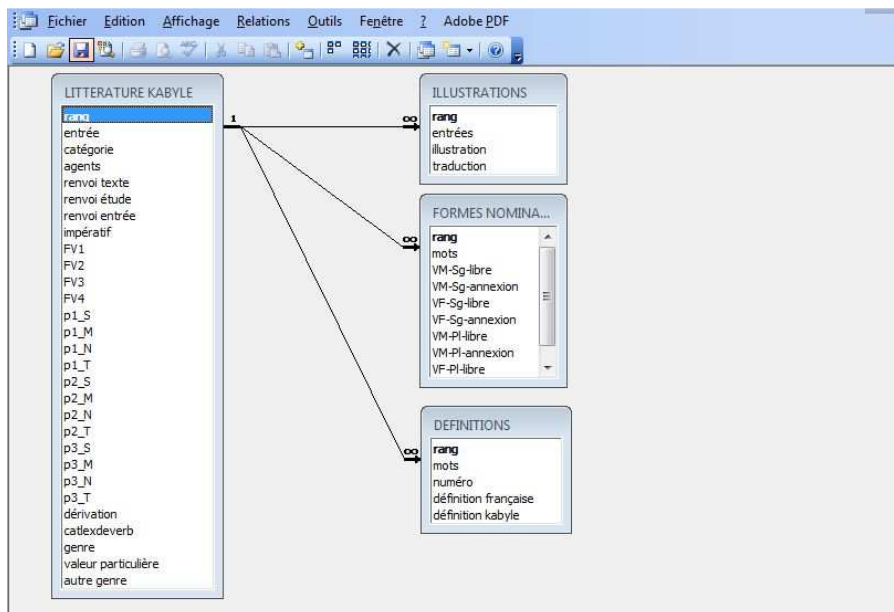 Fichier Edition Affichage Relations Outils Fenêtre ? Adobe PDF
LITTERATURE KABYLE
rang
entrée
catégorie
agents
renvoi texte
renvoi étude
renvoi entrée
impératif
FV1
FV2
FV3
FV4
p1_S
p1_M
p1_N
p1_T
p2_S
p2_M
p2_N
p2_T
p3_S
p3_M
p3_N
p3_T
dérivation
catlexdeverb
genre
valeur particulière
autre genre
1
∞
ILLUSTRATIONS
rang
entrées
illustration
traduction
∞
FORMES NOMINA...
rang
mots
VM-Sg-libre
VM-Sg-annexion
VF-Sg-libre
VF-Sg-annexion
VM-Pl-libre
VM-Pl-annexion
VF-Pl-libre
∞
DEFINITIONS
rang
mots
numéro
définition française
définition kabyle